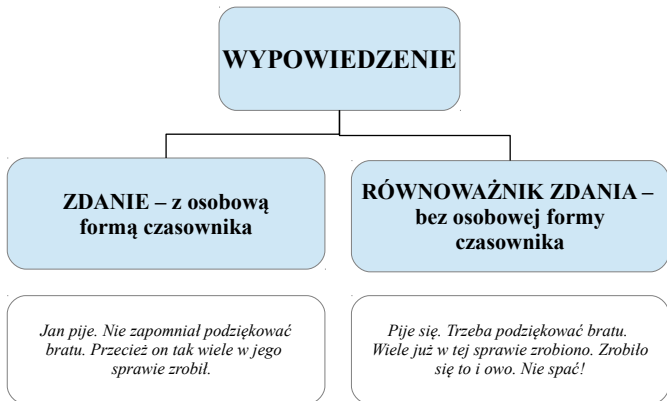 WYPOWIEDZENIE
ZDANIE – z osobową
formą czasownika
RÓWNOWAŻNIK ZDANIA –
bez osobowej formy
czasownika
Jan pije. Nie zapomniał podziękować
bratu. Przecież on tak wiele w jego
sprawie zrobił.
Pije się. Trzeba podziękować bratu.
Wiele już w tej sprawie zrobiono. Zrobiło
się to i owo. Nie spać!